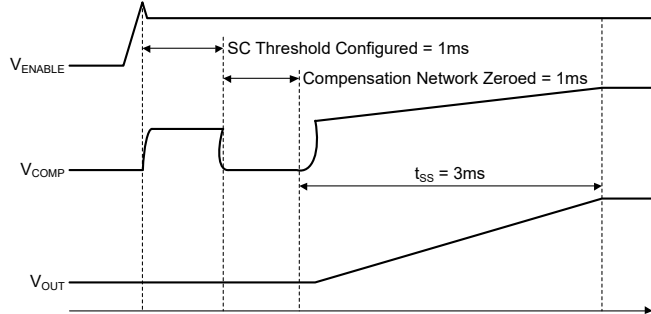 SC Threshold Configured = 1ms
VENABLE
Compensation Network Zeroed = 1ms
VCOMP
tSS = 3ms
VOUT